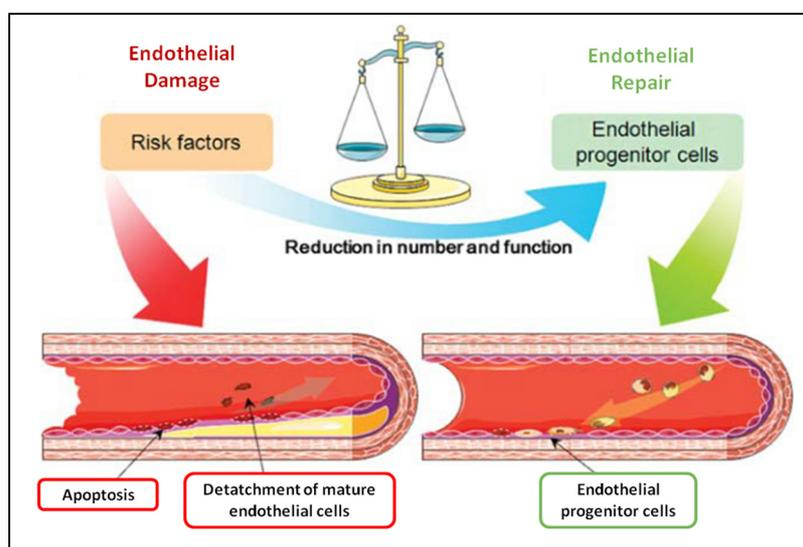 Endothelial
Damage
Endothelial
Repair
Risk factors
Endothelial
progenitor cells
Reduction in number and function
Apoptosis
Detatchment of mature
endothelial cells
Endothelial
progenitor cells